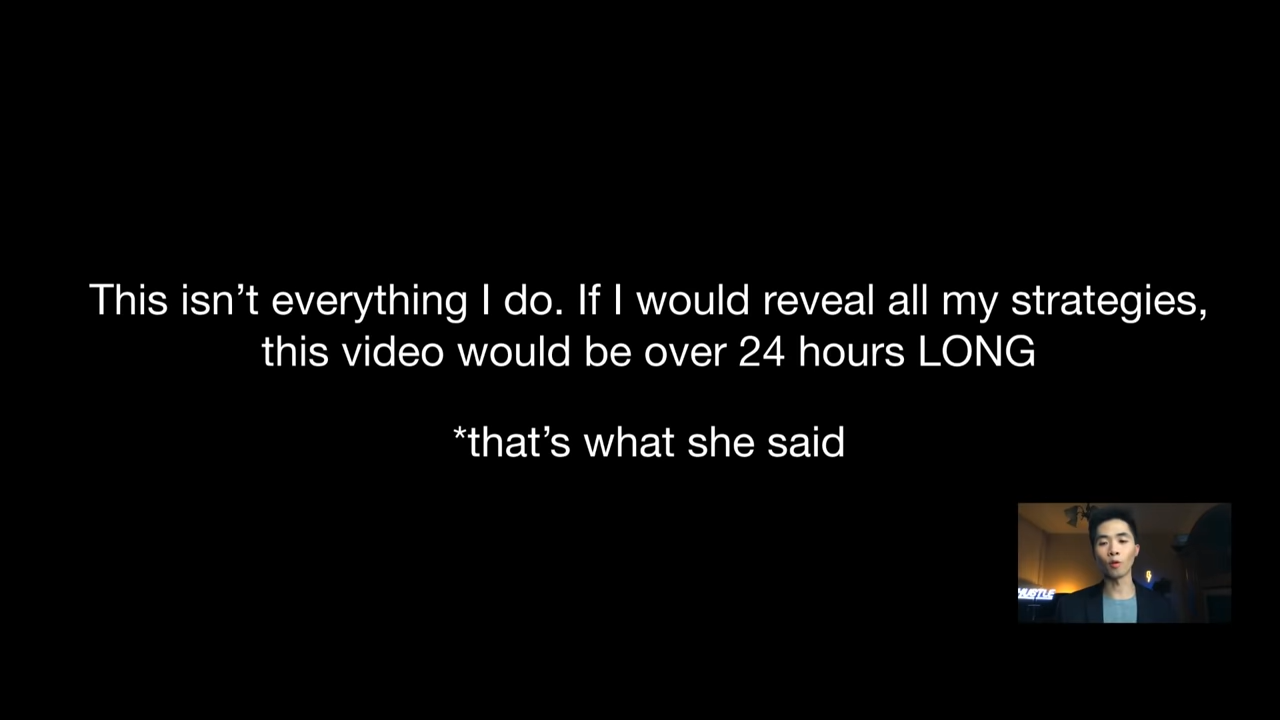 This isn’t everything I do. If I would reveal all my strategies,
this video would be over 24 hours LONG
*that’s what she said
HUSTLE